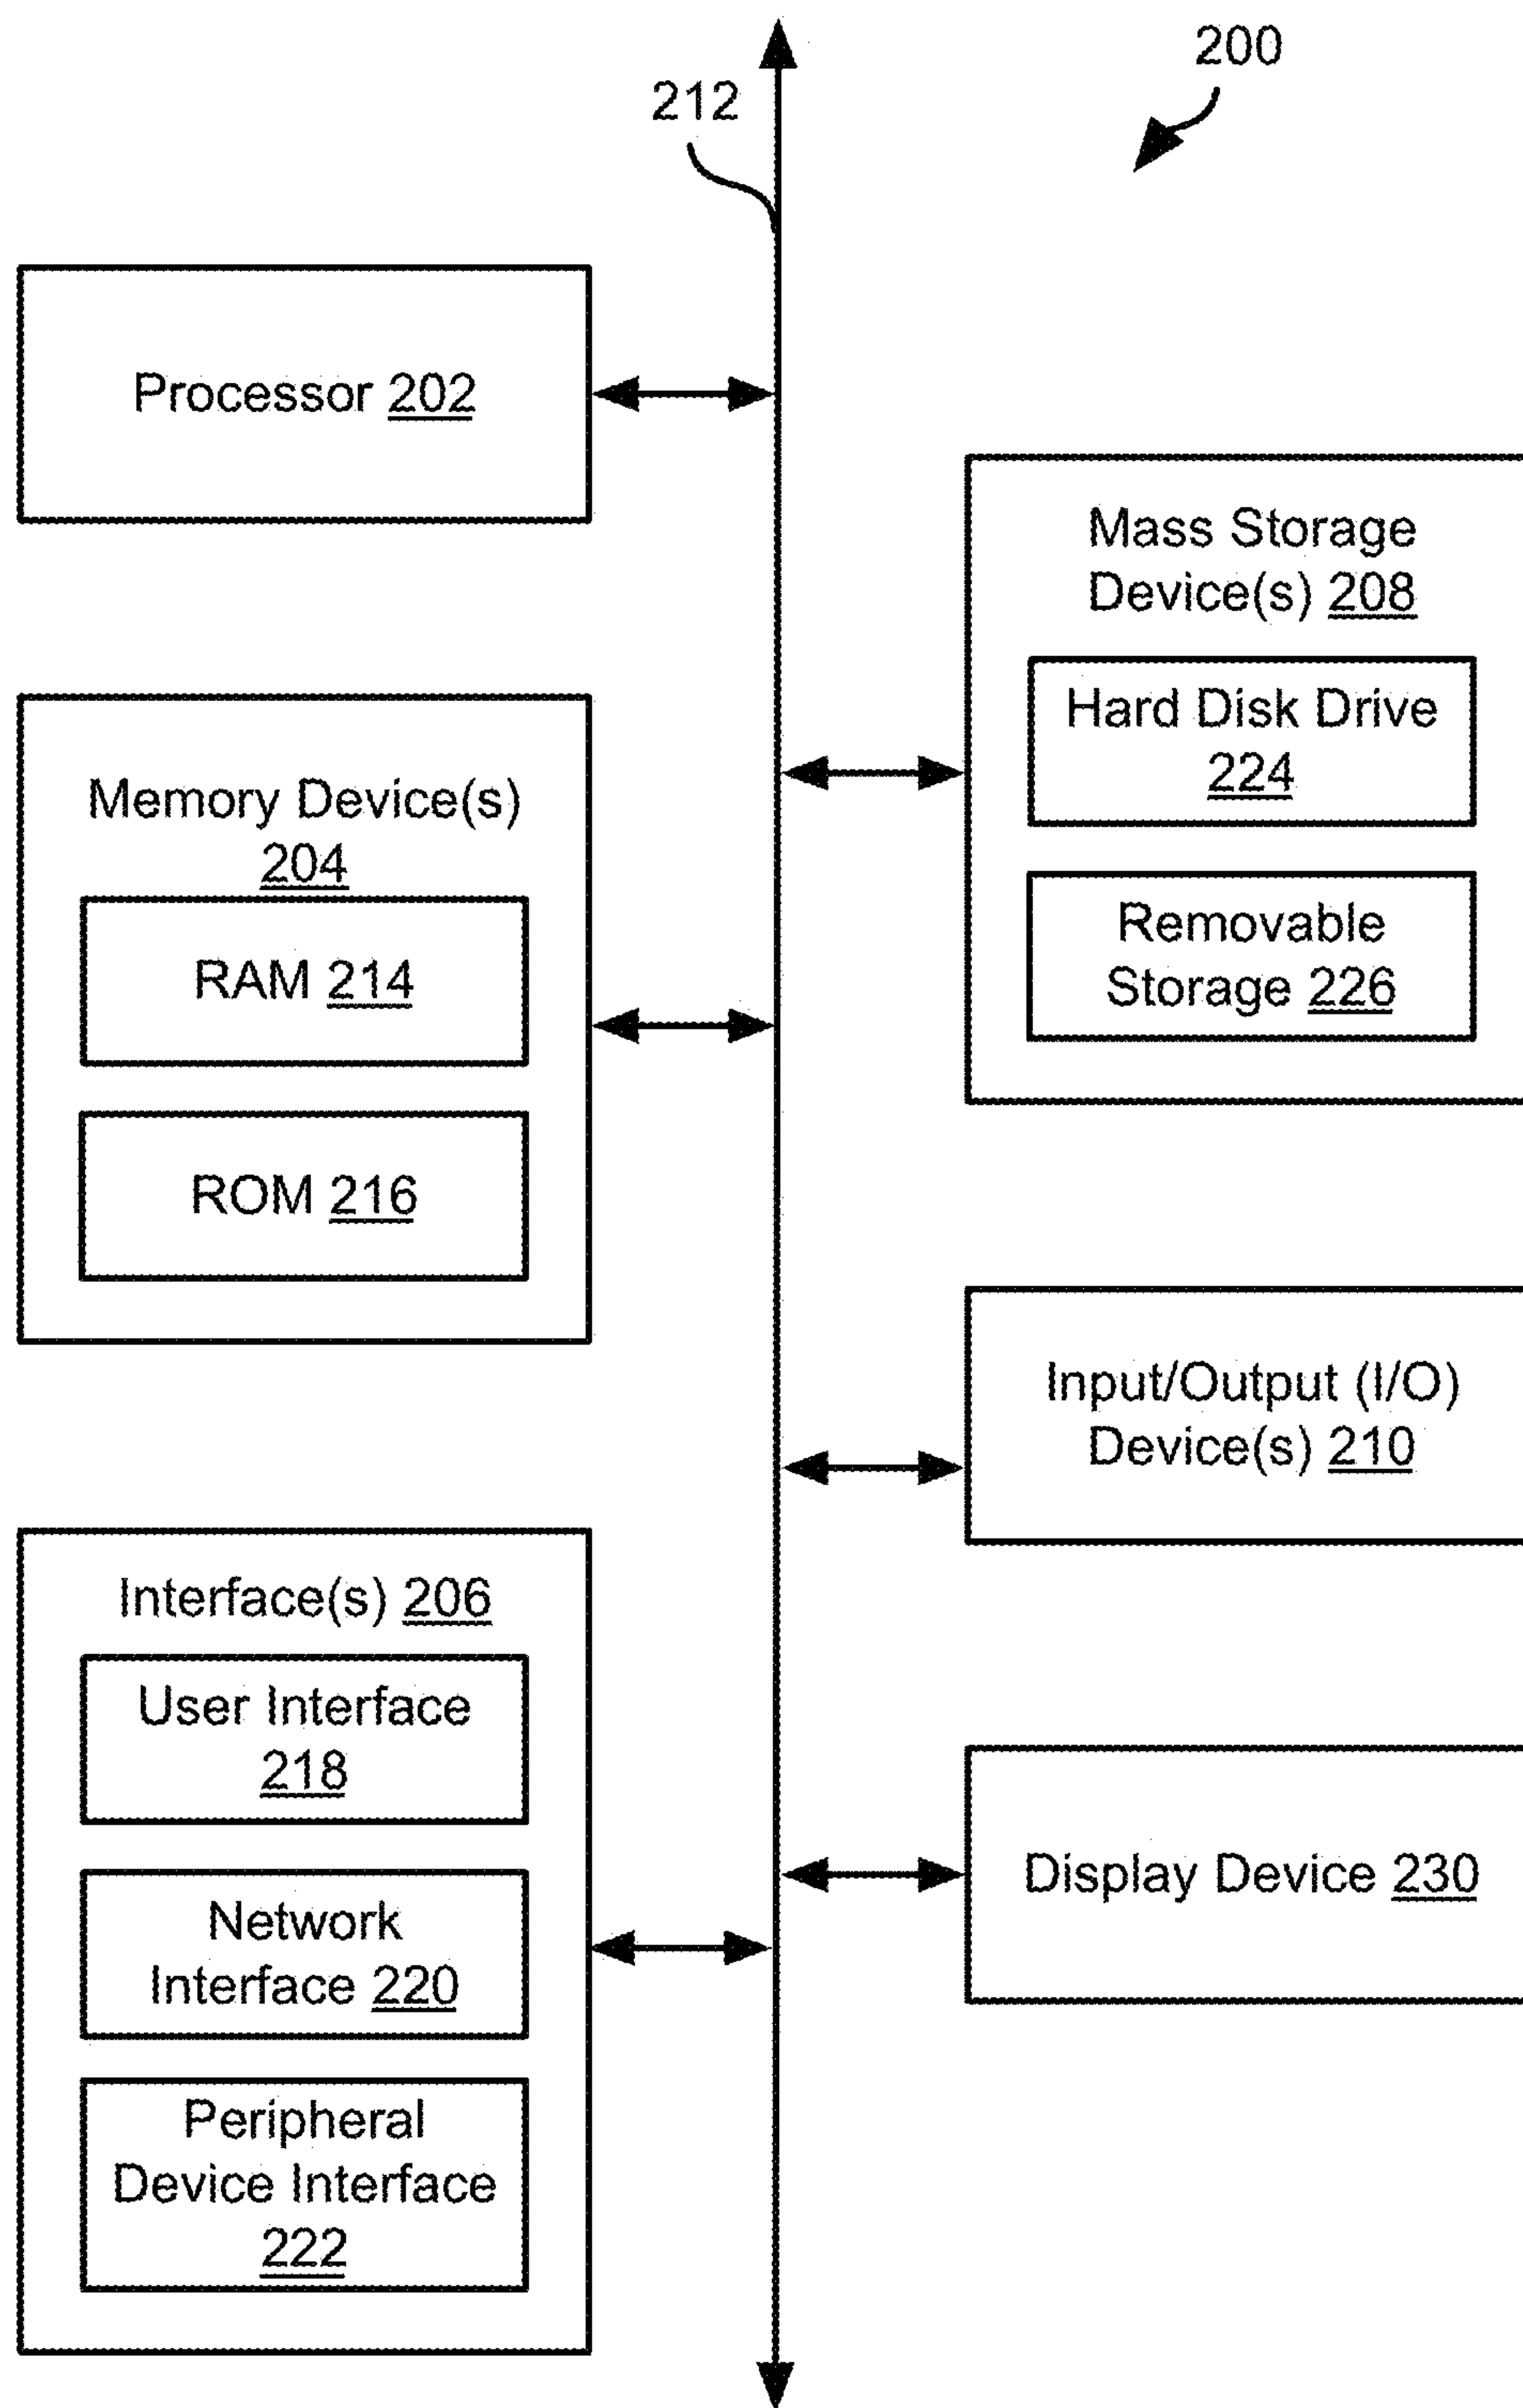 200
212
Processor 202
Mass Storage
Device(s) 208
Hard Disk Drive
224
Removable
Storage 226
Memory Device(s)
204
RAM 214
ROM 216
Input/Output (I/O)
Device(s) 210
Interface(s) 206
User Interface
218
Network
Interface 220
Peripheral
Device Interface
222
Display Device 230